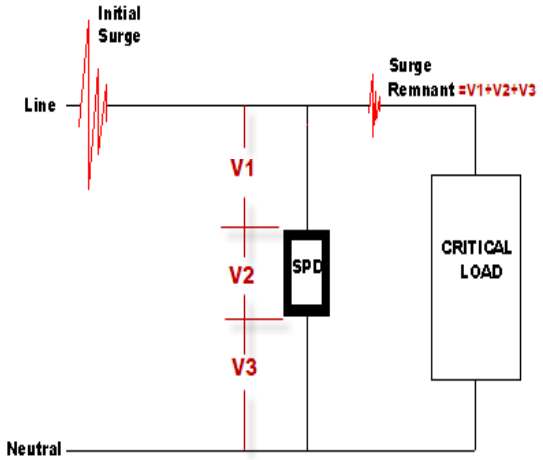 Initial
Surge
Line
Surge
Remnant =V1+V2+V3
V1
V2
SPD
CRITICAL
LOAD
V3
Neutral